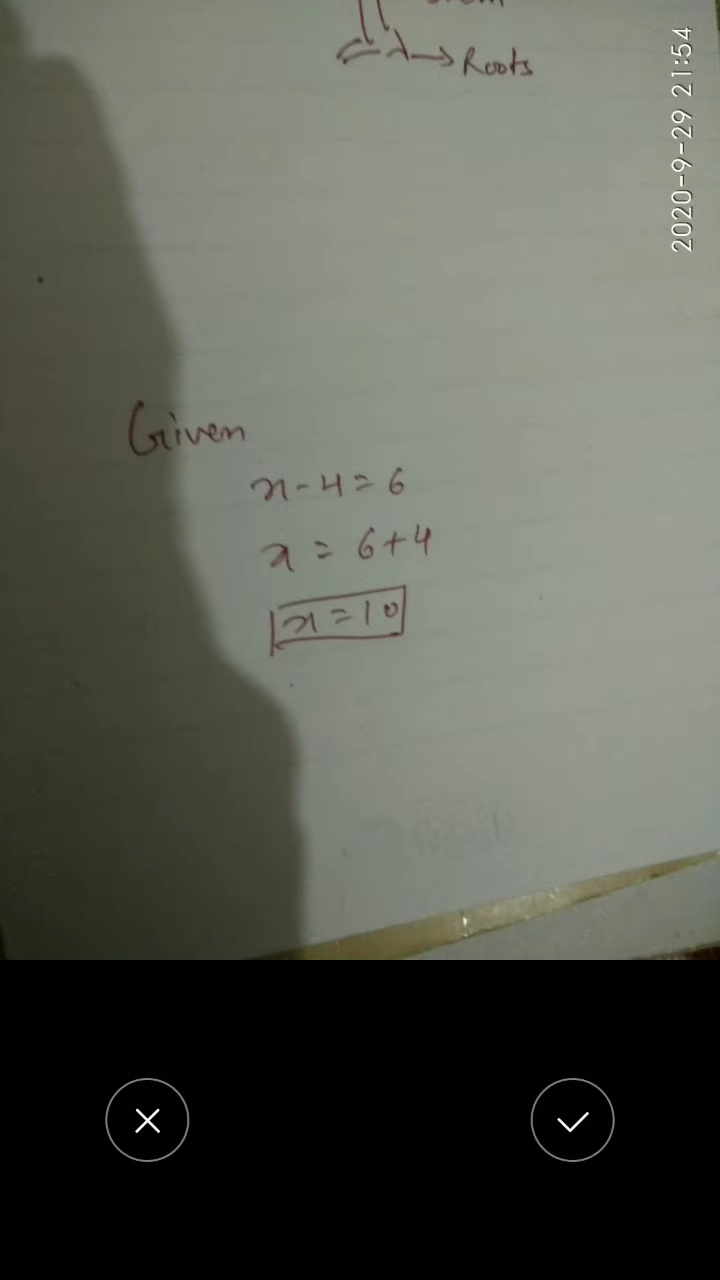 Roots
2020-9-29 21:54
Given
x-4=6
x = 6+4
x=10